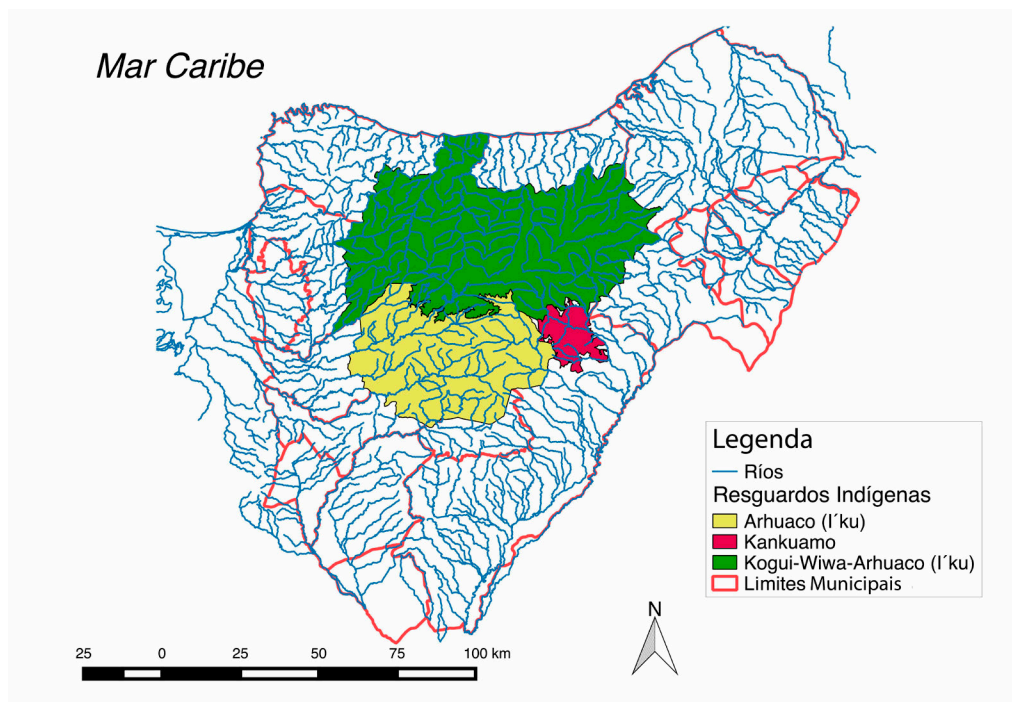 Mar Caribe
Legenda
Ríos
Resguardos Indígenas
Arhuaco (I´ku)
Kankuamo
Kogui-Wiwa-Arhuaco (I´ku)
Limites Municipais
N
25 0 25 50 75 100 km